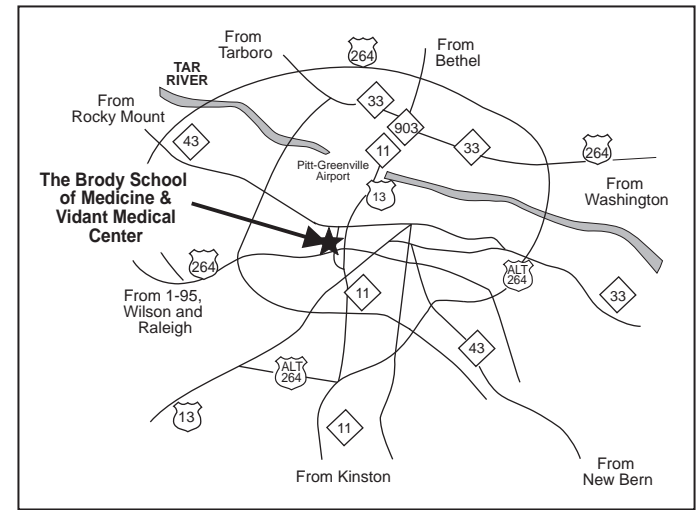 From
Tarboro
264
From
Bethel
TAR
RIVER
33
From
Rocky Mount
903
43
11
33
264
Pitt-Greenville
Airport
13
From
Washington
The Brody School
of Medicine &
Vidant Medical
Center
264
ALT
264
From 1-95,
Wilson and
Raleigh
11
33
43
ALT
264
13
11
From Kinston
From
New Bern